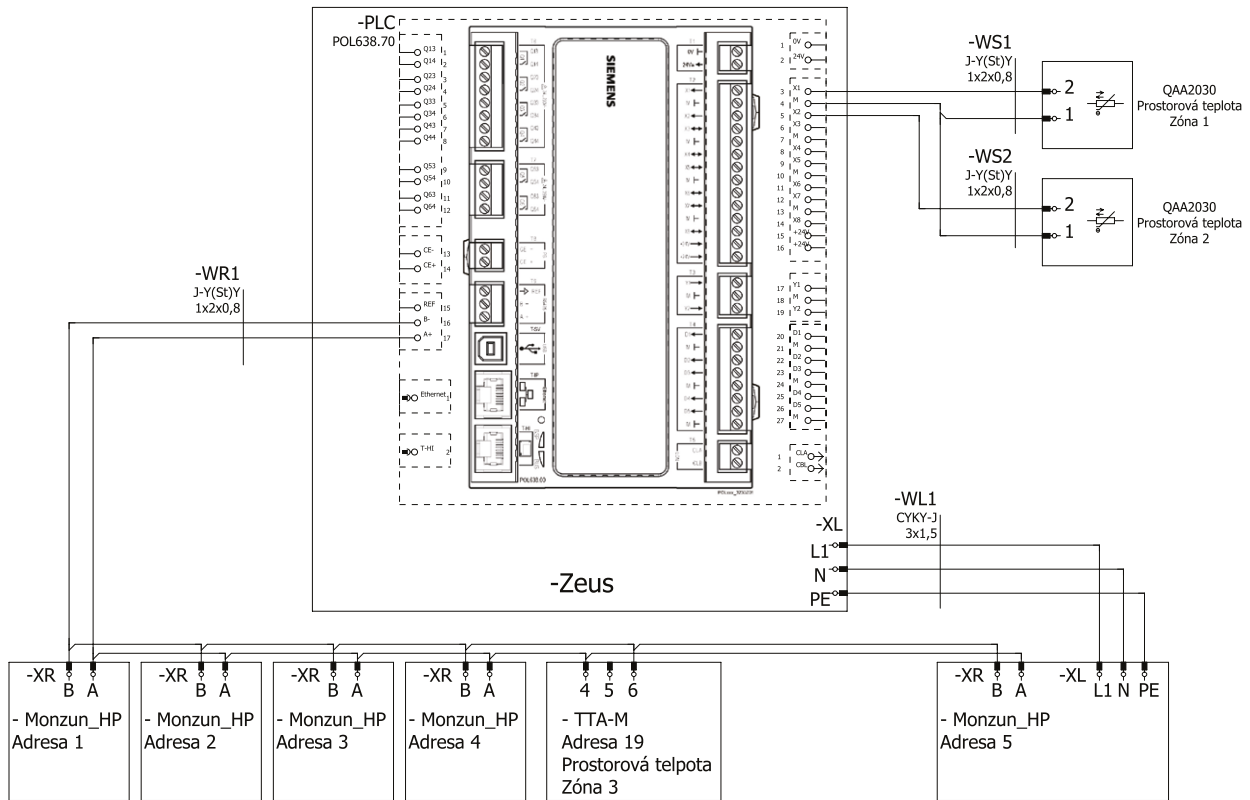 -PLC
POL638.70
Q13 1
Q14 2
Q23 3
Q24 4
Q33 5
Q34 6
Q43 7
Q44 8
Q53 9
Q54 10
Q63 11
Q64 12
CE- 13
CE+ 14
REF 15
B- 16
A+ 17
Ethernet 1
T-HI 2
SIEMENS
POL638.00
1 0V
2 24V
3 X1
4 M
5 X2
6 X3
7 M
8 X4
9 X5
10 M
11 X6
12 X7
13 M
14 X8
15 +24V
16 +24V
17 Y1
18 M
19 Y2
20 D1
21 M
22 D2
23 D3
24 M
25 D4
26 D5
27 M
1 CLA
2 CBL
-WS1
J-Y(St)Y
1x2x0,8
2
1
QAA2030
Prostorová teplota
Zóna 1
-WS2
J-Y(St)Y
1x2x0,8
2
1
QAA2030
Prostorová teplota
Zóna 2
-WR1
J-Y(St)Y
1x2x0,8
-WL1
CYKY-J
3x1,5
-XL
L1
N
PE
-Zeus
-XR B A
- Monzun_HP
Adresa 1
-XR B A
- Monzun_HP
Adresa 2
-XR B A
- Monzun_HP
Adresa 3
-XR B A
- Monzun_HP
Adresa 4
4 5 6
- TTA-M
Adresa 19
Prostorová telpota
Zóna 3
-XR B A
-XL L1 N PE
- Monzun_HP
Adresa 5